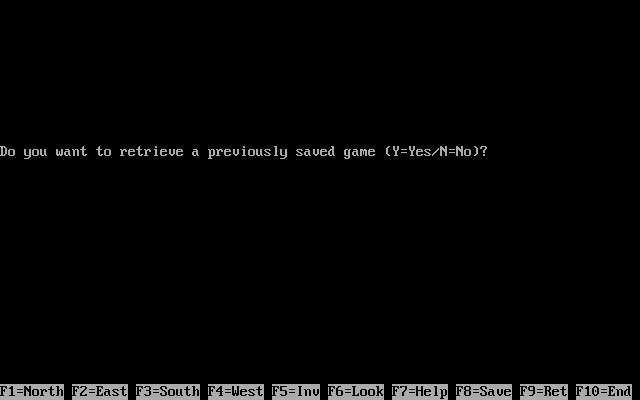 Do you want to retrieve a previously saved game (Y=Yes/N=No)?
F1=North F2=East F3=South F4=West F5=Inv F6=Look F7=Help F8=Save F9=Ret F10=End